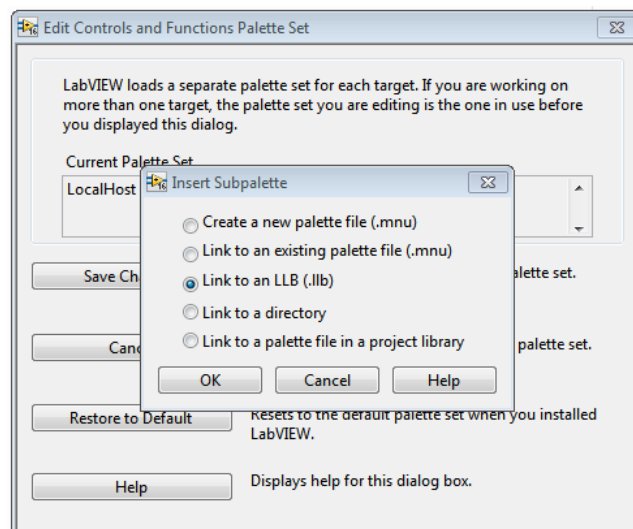 Edit Controls and Functions Palette Set
LabVIEW loads a separate palette set for each target. If you are working on
more than one target, the palette set you are editing is the one in use before
you displayed this dialog.
Current Palette Set
LocalHost
Insert Subpalette
Create a new palette file (.mnu)
Link to an existing palette file (.mnu)
Link to an LLB (.llb)
Link to a directory
Link to a palette file in a project library
OK Cancel Help
Save Ch
palette set.
Canc
palette set.
Restore to Default
Resets to the default palette set when you installed
LabVIEW.
Help
Displays help for this dialog box.